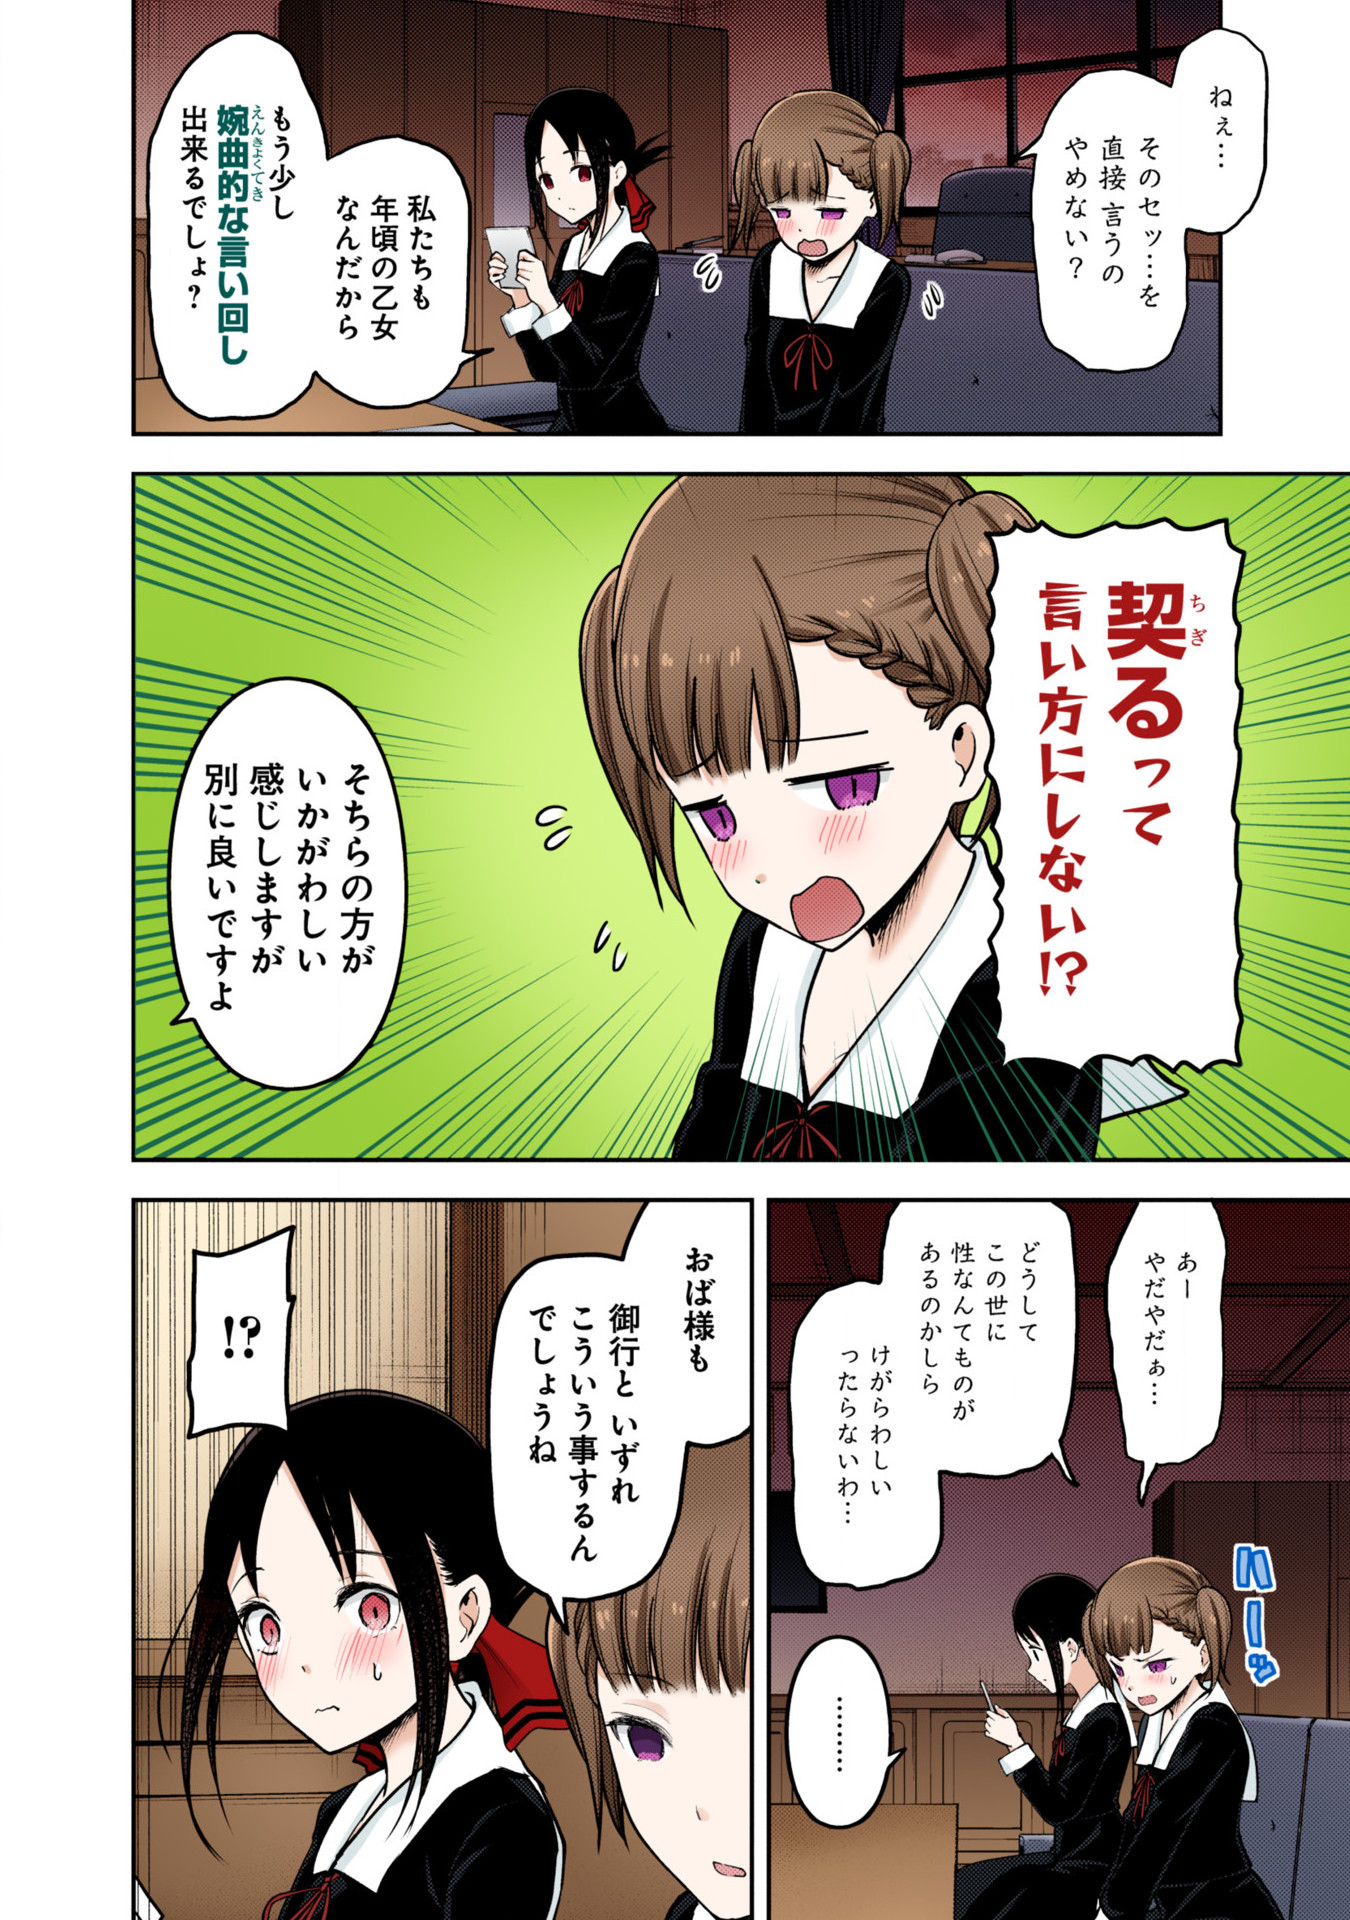 ねぇ…
そのセッ…を
直接言うの
やめない?
私たちも
年頃の乙女
なんだから
もう少し
婉曲的な言い回し
えんきょくてき
出来るでしょ?
契るって
ちぎ
言い方にしない!?
そちらの方が
いかがわしい
感じしますが
別に良いですよ
あー
やだやだぁ…
どうして
この世に
性なんてものが
あるのかしら
けがらわしい
ったらないわ…
ハーッ
………
おば様も
御行といずれ
こういう事するん
でしょうね
!?